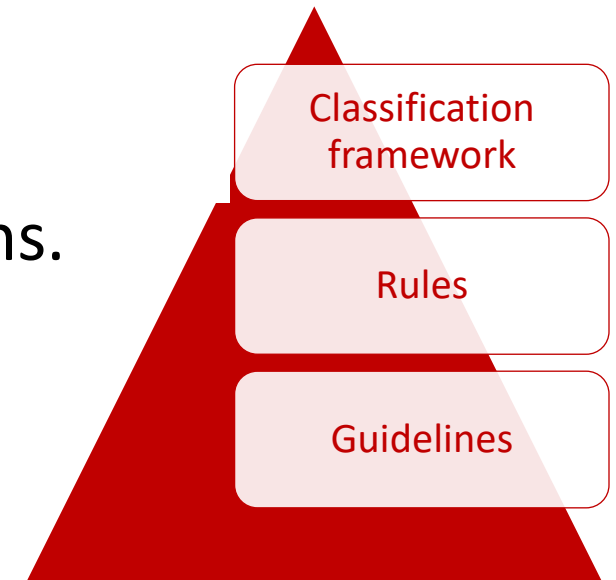 Classification
framework
ns.
Rules
Guidelines